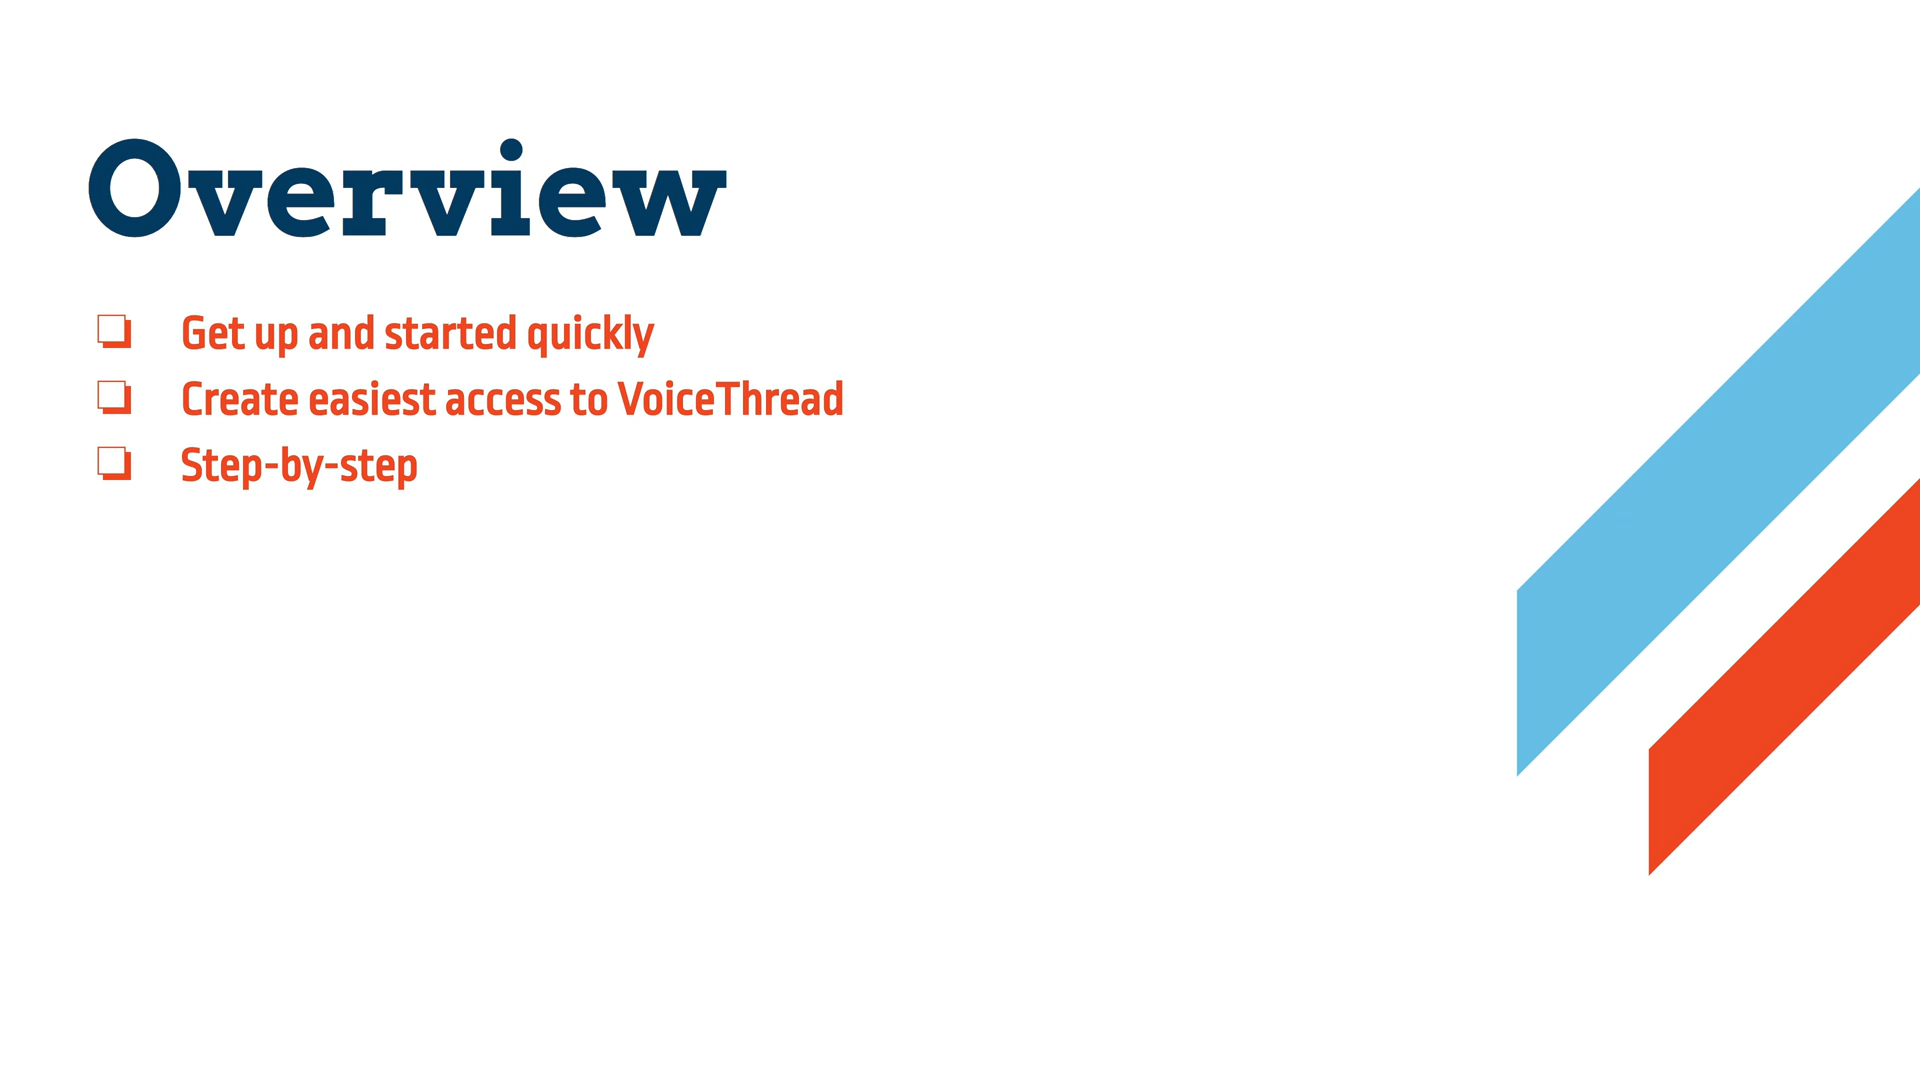 Overview
❏ Get up and started quickly
❏ Create easiest access to VoiceThread
❏ Step-by-step